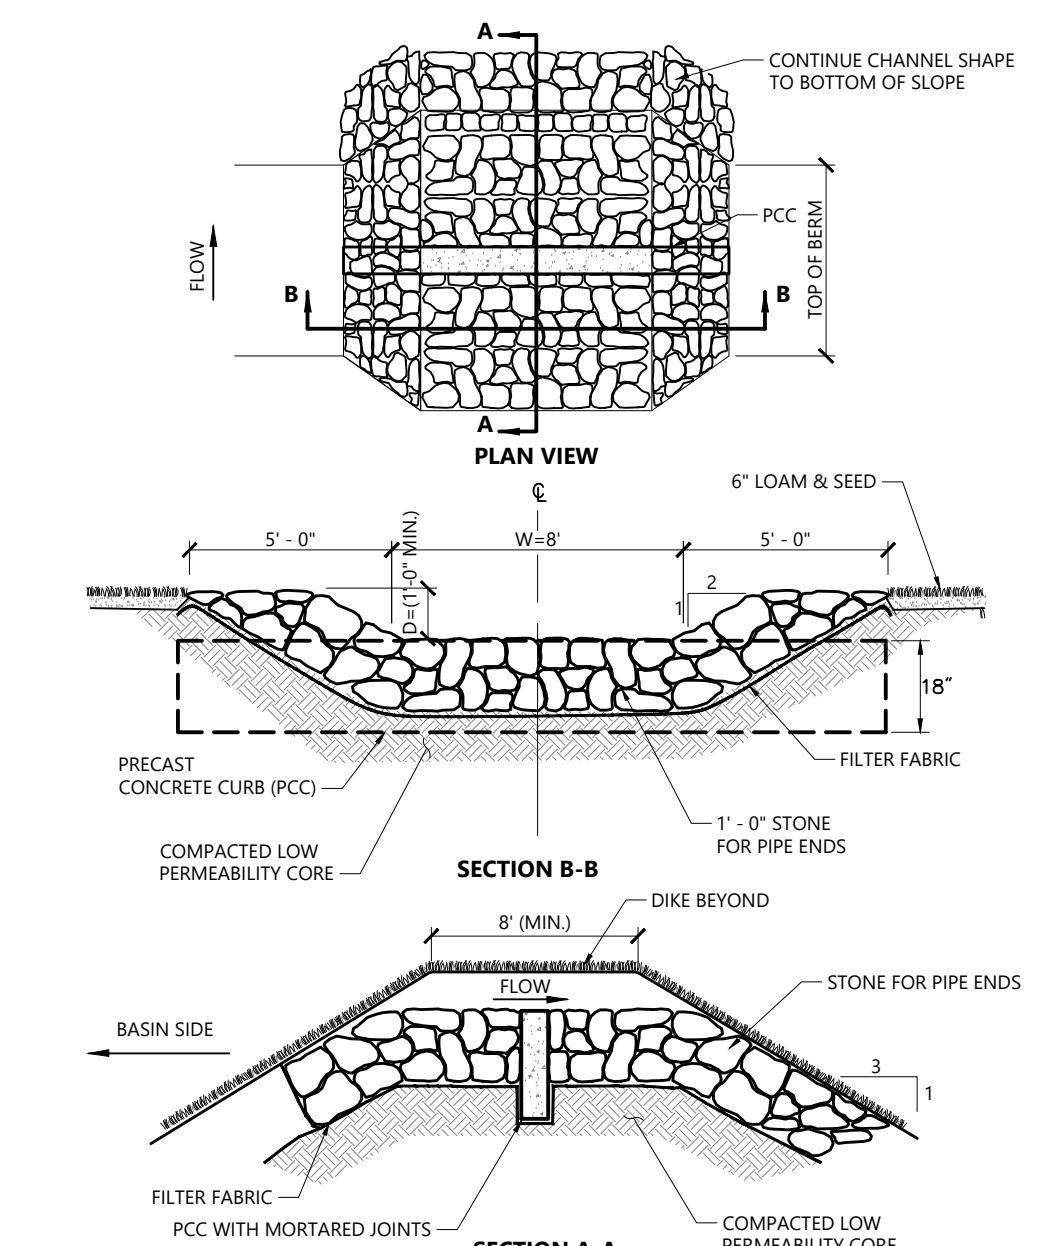 A
CONTINUE CHANNEL SHAPE
TO BOTTOM OF SLOPE
PCC
TOP OF BERM
FLOW
B
B
A
PLAN VIEW
℄
6" LOAM & SEED
5' - 0"
D=(1'-0" MIN.)
W=8'
5' - 0"
2
1
18"
PRECAST
CONCRETE CURB (PCC)
FILTER FABRIC
1' - 0" STONE
FOR PIPE ENDS
COMPACTED LOW
PERMEABILITY CORE
SECTION B-B
DIKE BEYOND
8' (MIN.)
FLOW
STONE FOR PIPE ENDS
BASIN SIDE
3
1
FILTER FABRIC
PCC WITH MORTARED JOINTS
COMPACTED LOW
PERMEABILITY CORE
SECTION A-A